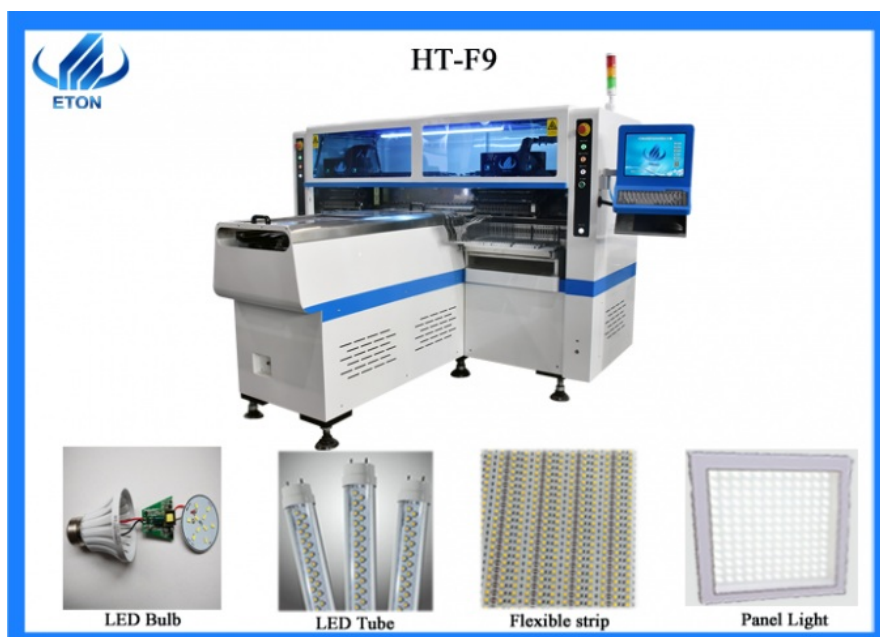 HT-F9
ETON
LED Bulb
LED Tube
Flexible strip
Panel Light